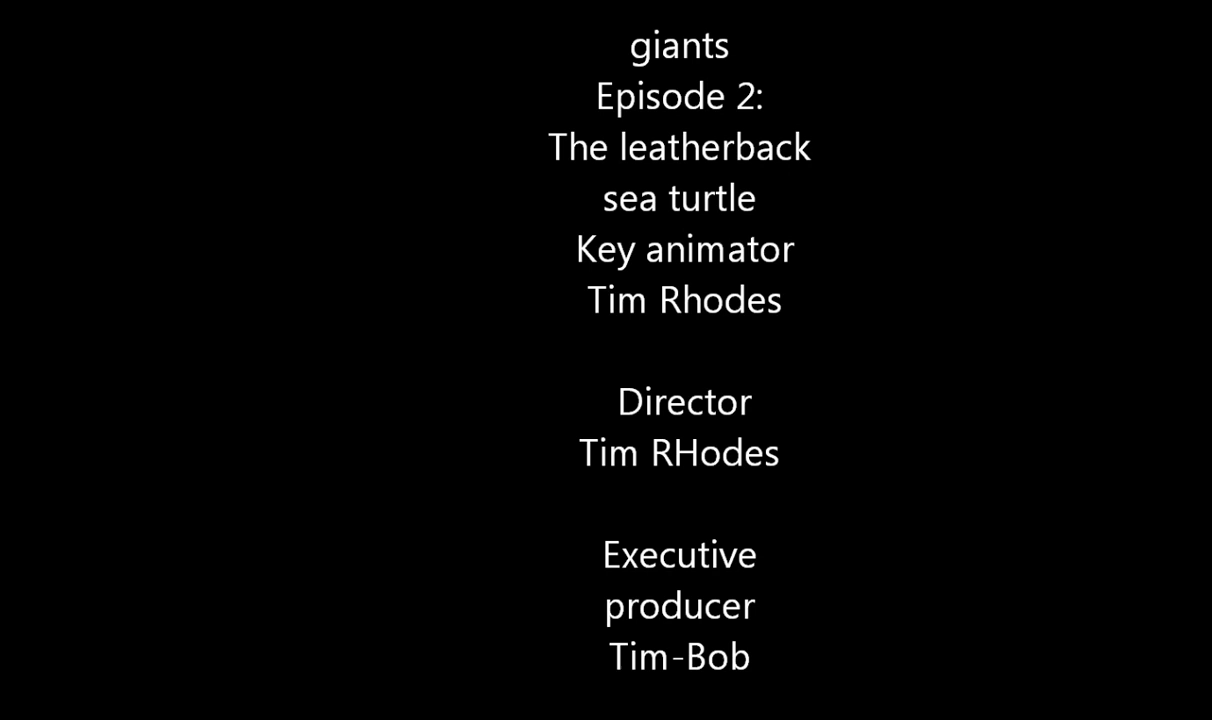 giants
Episode 2:
The leatherback
sea turtle
Key animator
Tim Rhodes
Director
Tim RHodes
Executive
producer
Tim-Bob